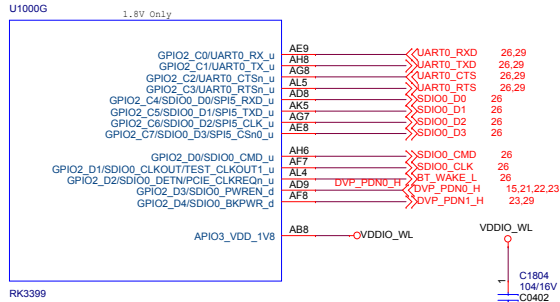 U1000G
1.8V Only
GPIO2_C0/UART0_RX_u AE9 UART0_RXD 26,29
GPIO2_C1/UART0_TX_u AH8 UART0_TXD 26,29
GPIO2_C2/UART0_CTSn_u AG8 UART0_CTS 26,29
GPIO2_C3/UART0_RTSn_u AL5 UART0_RTS 26,29
GPIO2_C4/SDIO0_D0/SPI5_RXD_u AD8 SDIO0_D0 26
GPIO2_C5/SDIO0_D1/SPI5_TXD_u AK5 SDIO0_D1 26
GPIO2_C6/SDIO0_D2/SPI5_CLK_u AG7 SDIO0_D2 26
GPIO2_C7/SDIO0_D3/SPI5_CSn0_u AE8 SDIO0_D3 26
GPIO2_D0/SDIO0_CMD_u AH6 SDIO0_CMD 26
GPIO2_D1/SDIO0_CLKOUT/TEST_CLKOUT1_u AF7 SDIO0_CLK 26
GPIO2_D2/SDIO0_DETN/PCIE_CLKREQn_u AL4 BT_WAKE_L 26
GPIO2_D3/SDIO0_PWREN_d AD9 DVP_PDN0_H DVP_PDN0_H 15,21,22,23
GPIO2_D4/SDIO0_BKPWR_d AF8 DVP_PDN1_H 23,29
APIO3_VDD_1V8 AB8 VDDIO_WL
VDDIO_WL
1
C1804
104/16V
C0402
RK3399